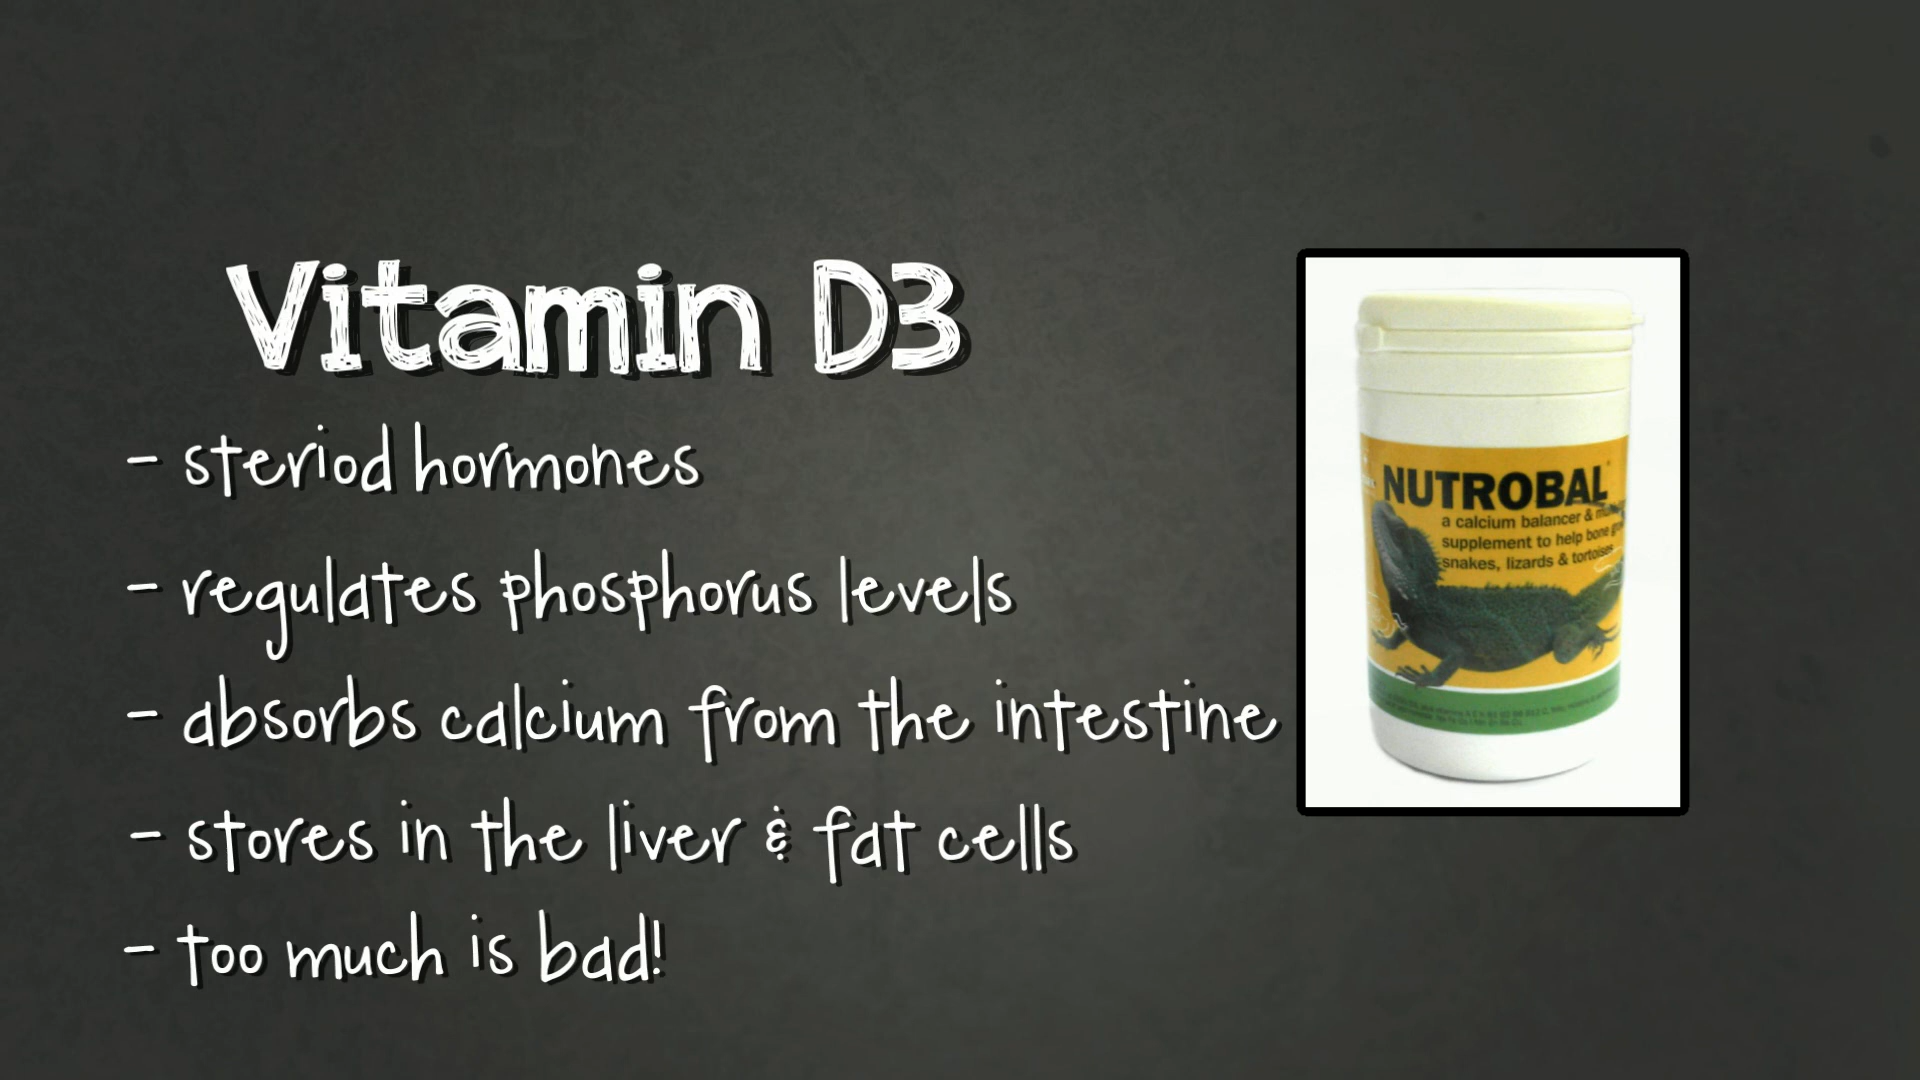 Vitamin D3
- steriod hormones
- regulates phosphorus levels
- absorbs calcium from the intestine
- stores in the liver & fat cells
- too much is bad!
NUTROBAL
a calcium balancer &
supplement to help bone
snakes, lizards & tortoises